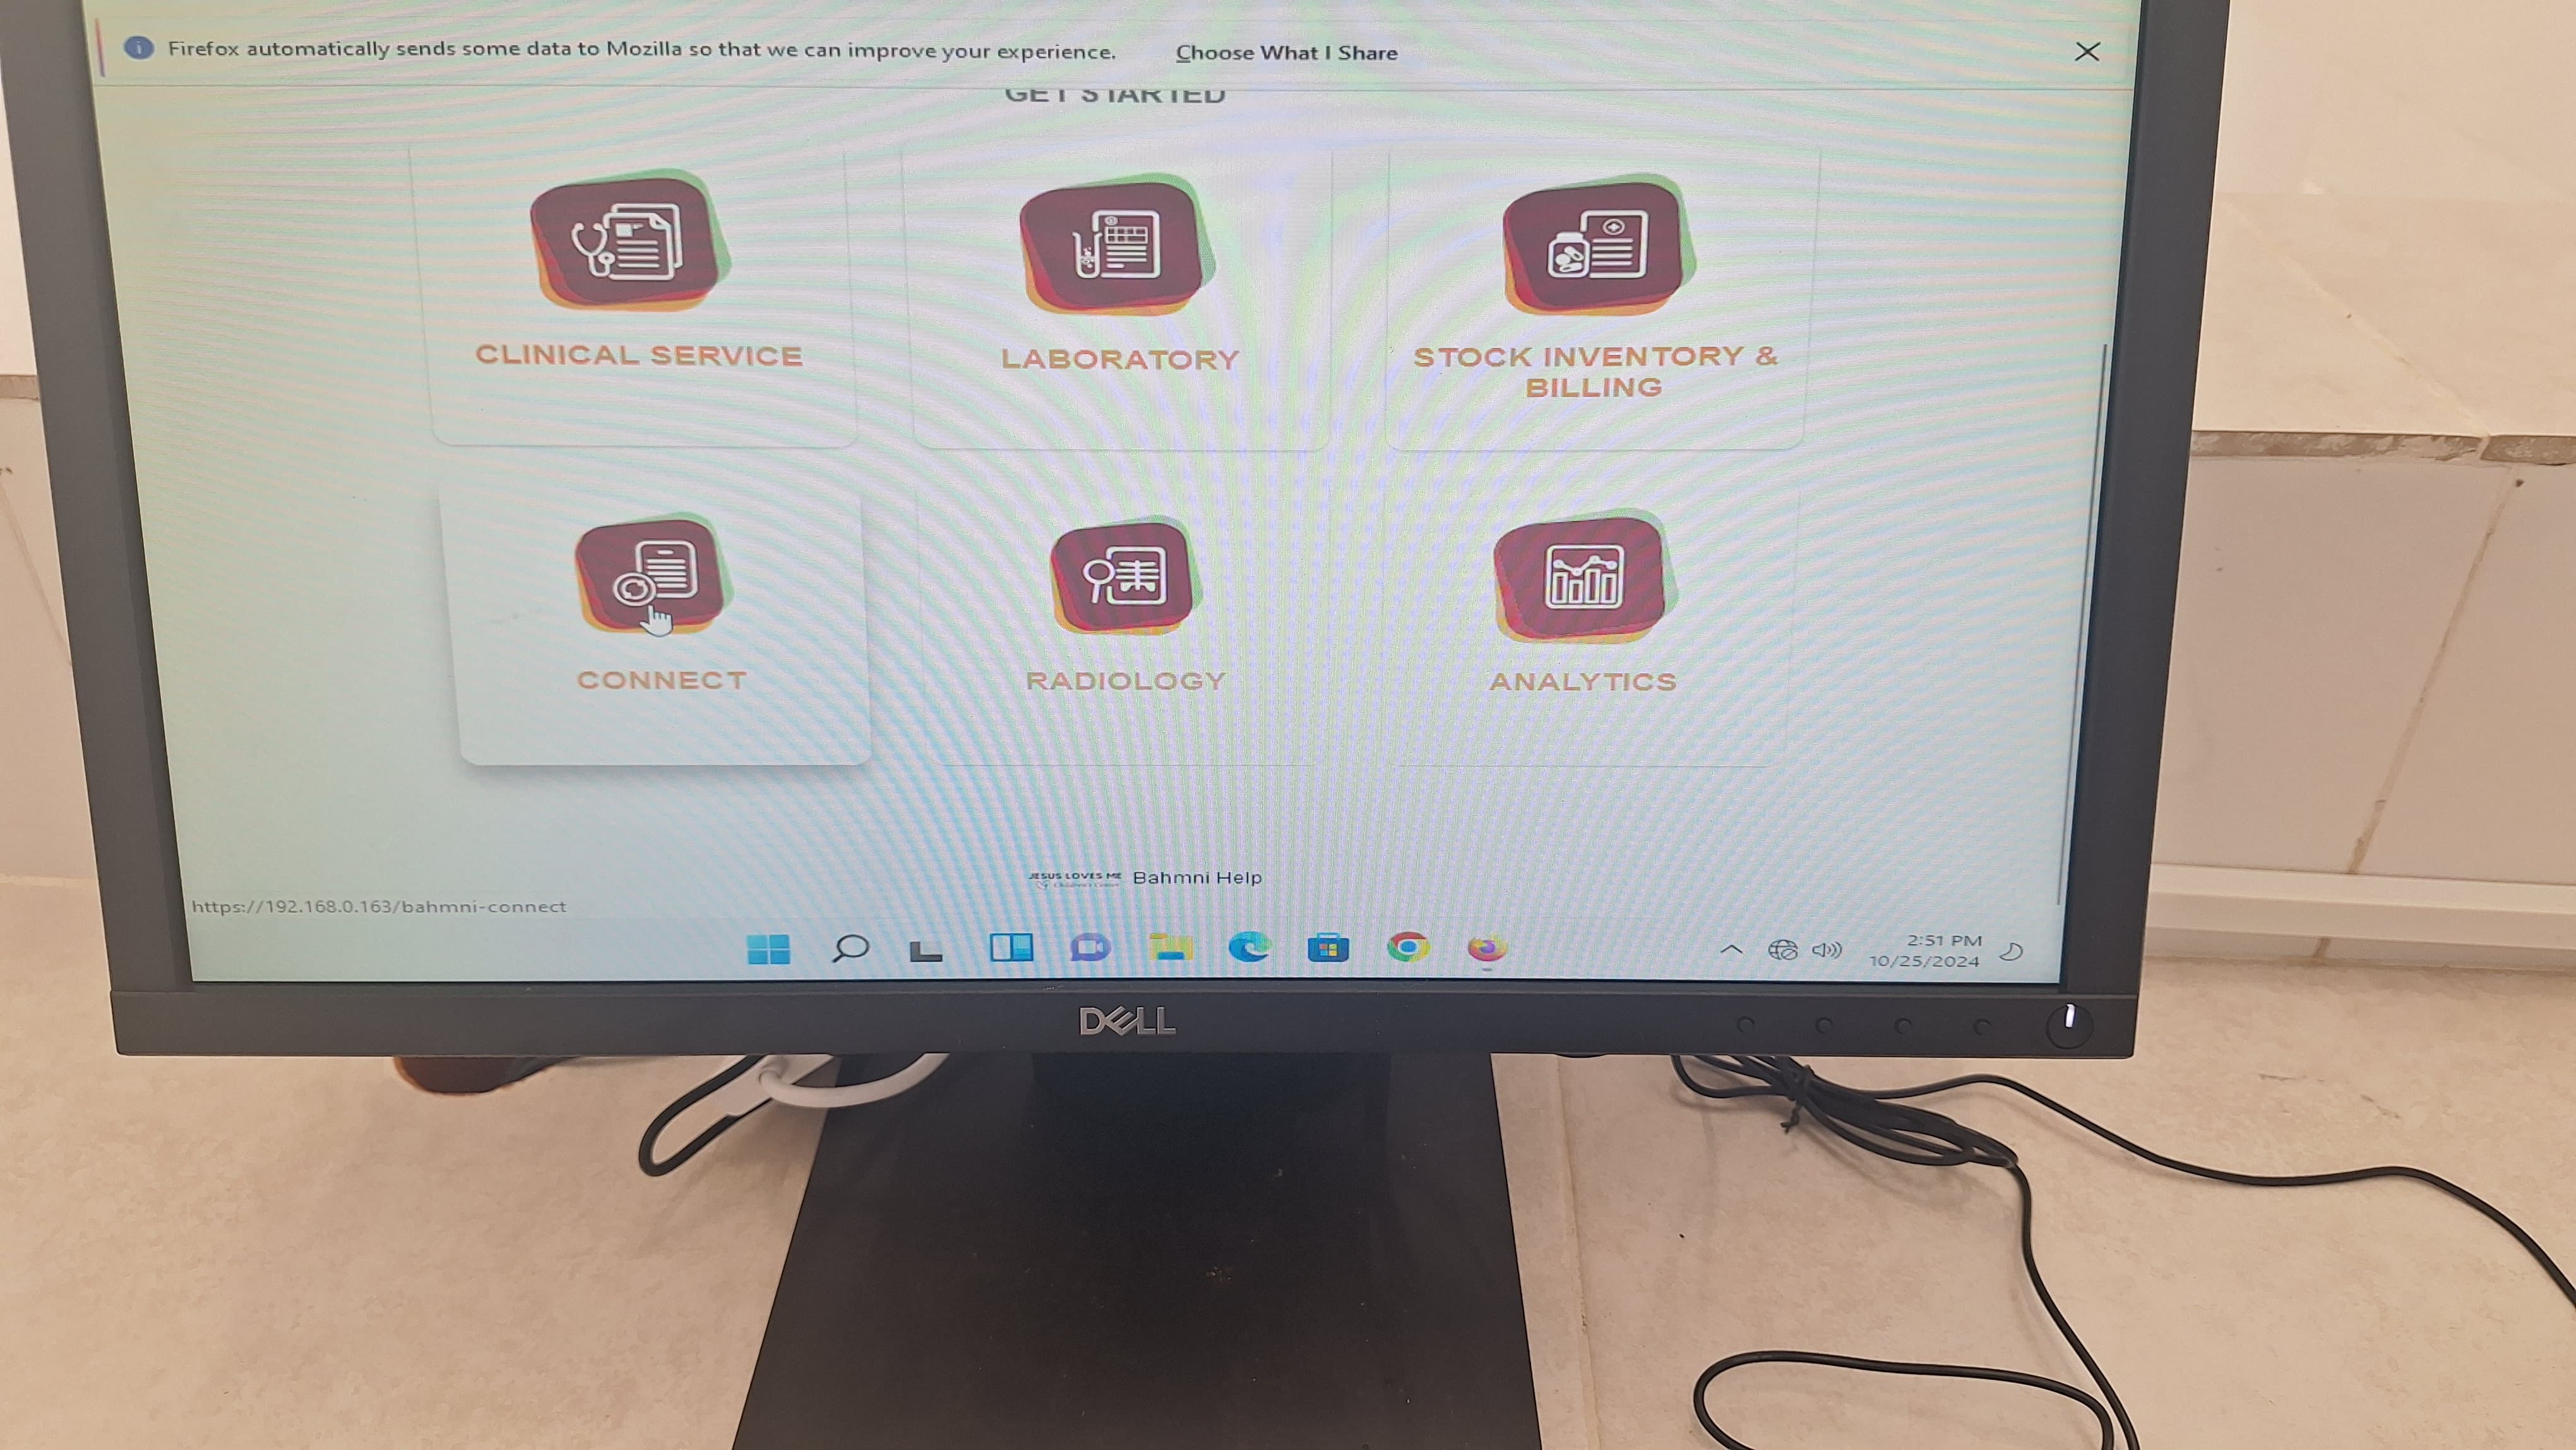 Firefox automatically sends some data to Mozilla so that we can improve your experience. Choose What I Share
GET STARTED
CLINICAL SERVICE
LABORATORY
STOCK INVENTORY &
BILLING
CONNECT
RADIOLOGY
ANALYTICS
JESUS LOVES ME
Bahmni Help
https://192.168.0.163/bahmni-connect
2:51 PM
10/25/2024
DELL